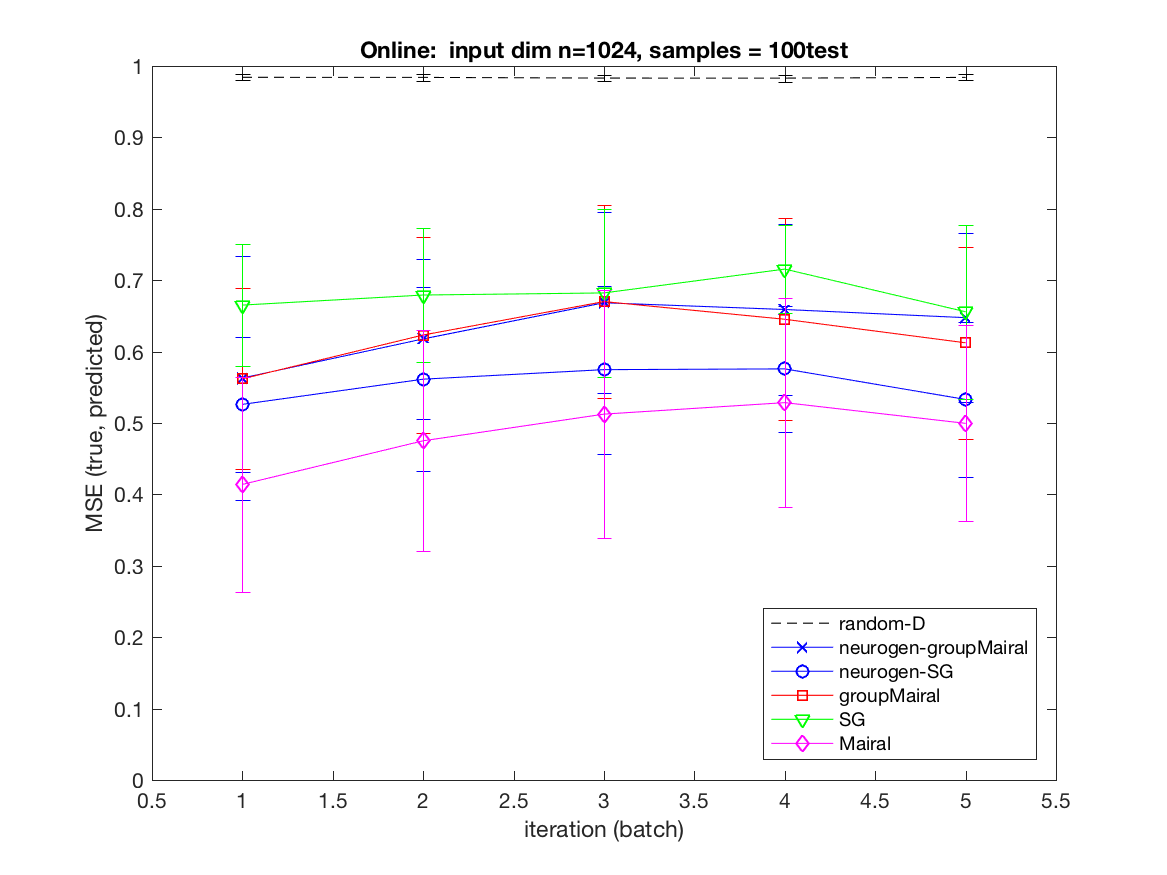 Online: input dim n=1024, samples = 100test
MSE (true, predicted)
1
0.9
0.8
0.7
0.6
0.5
0.4
0.3
0.2
0.1
0
random-D
neurogen-groupMairal
neurogen-SG
groupMairal
SG
Mairal
0.5 1 1.5 2 2.5 3 3.5 4 4.5 5 5.5
iteration (batch)